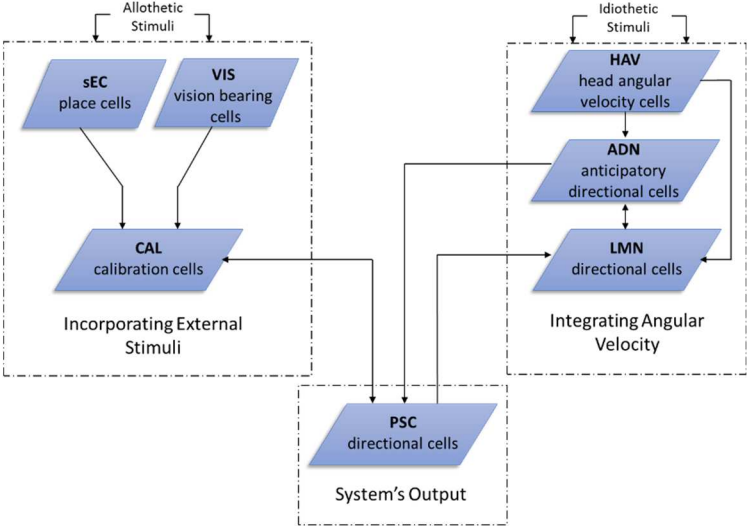 Allothetic
Stimuli
Idiothetic
Stimuli
sEC
place cells
VIS
vision bearing
cells
HAV
head angular
velocity cells
ADN
anticipatory
directional cells
CAL
calibration cells
LMN
directional cells
Incorporating External
Stimuli
Integrating Angular
Velocity
PSC
directional cells
System's Output